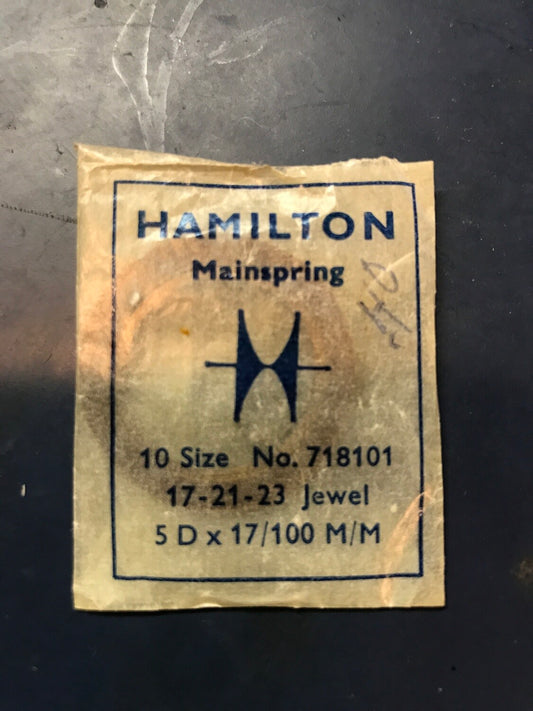 HAMILTON
Mainspring
10 Size No. 718101
17-21-23 Jewel
5 D x 17/100 M/M